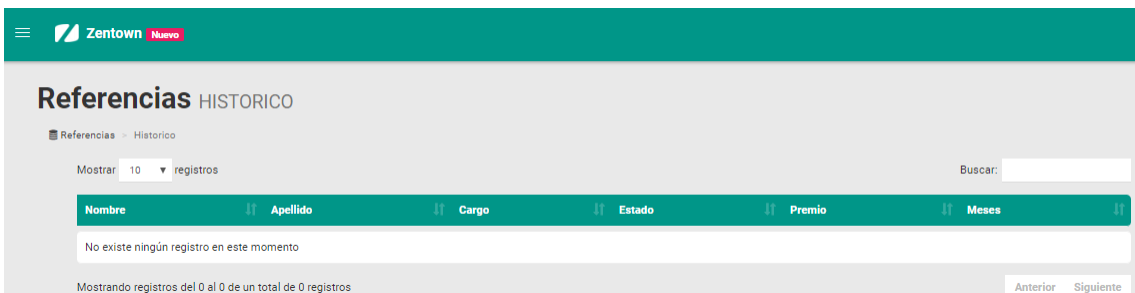 Zentown Nuevo
Referencias HISTORICO
Referencias > Historico
Mostrar 10 registros Buscar:
Nombre Apellido Cargo Estado Premio Meses
No existe ningún registro en este momento
Mostrando registros del 0 al 0 de un total de 0 registros Anterior Siguiente